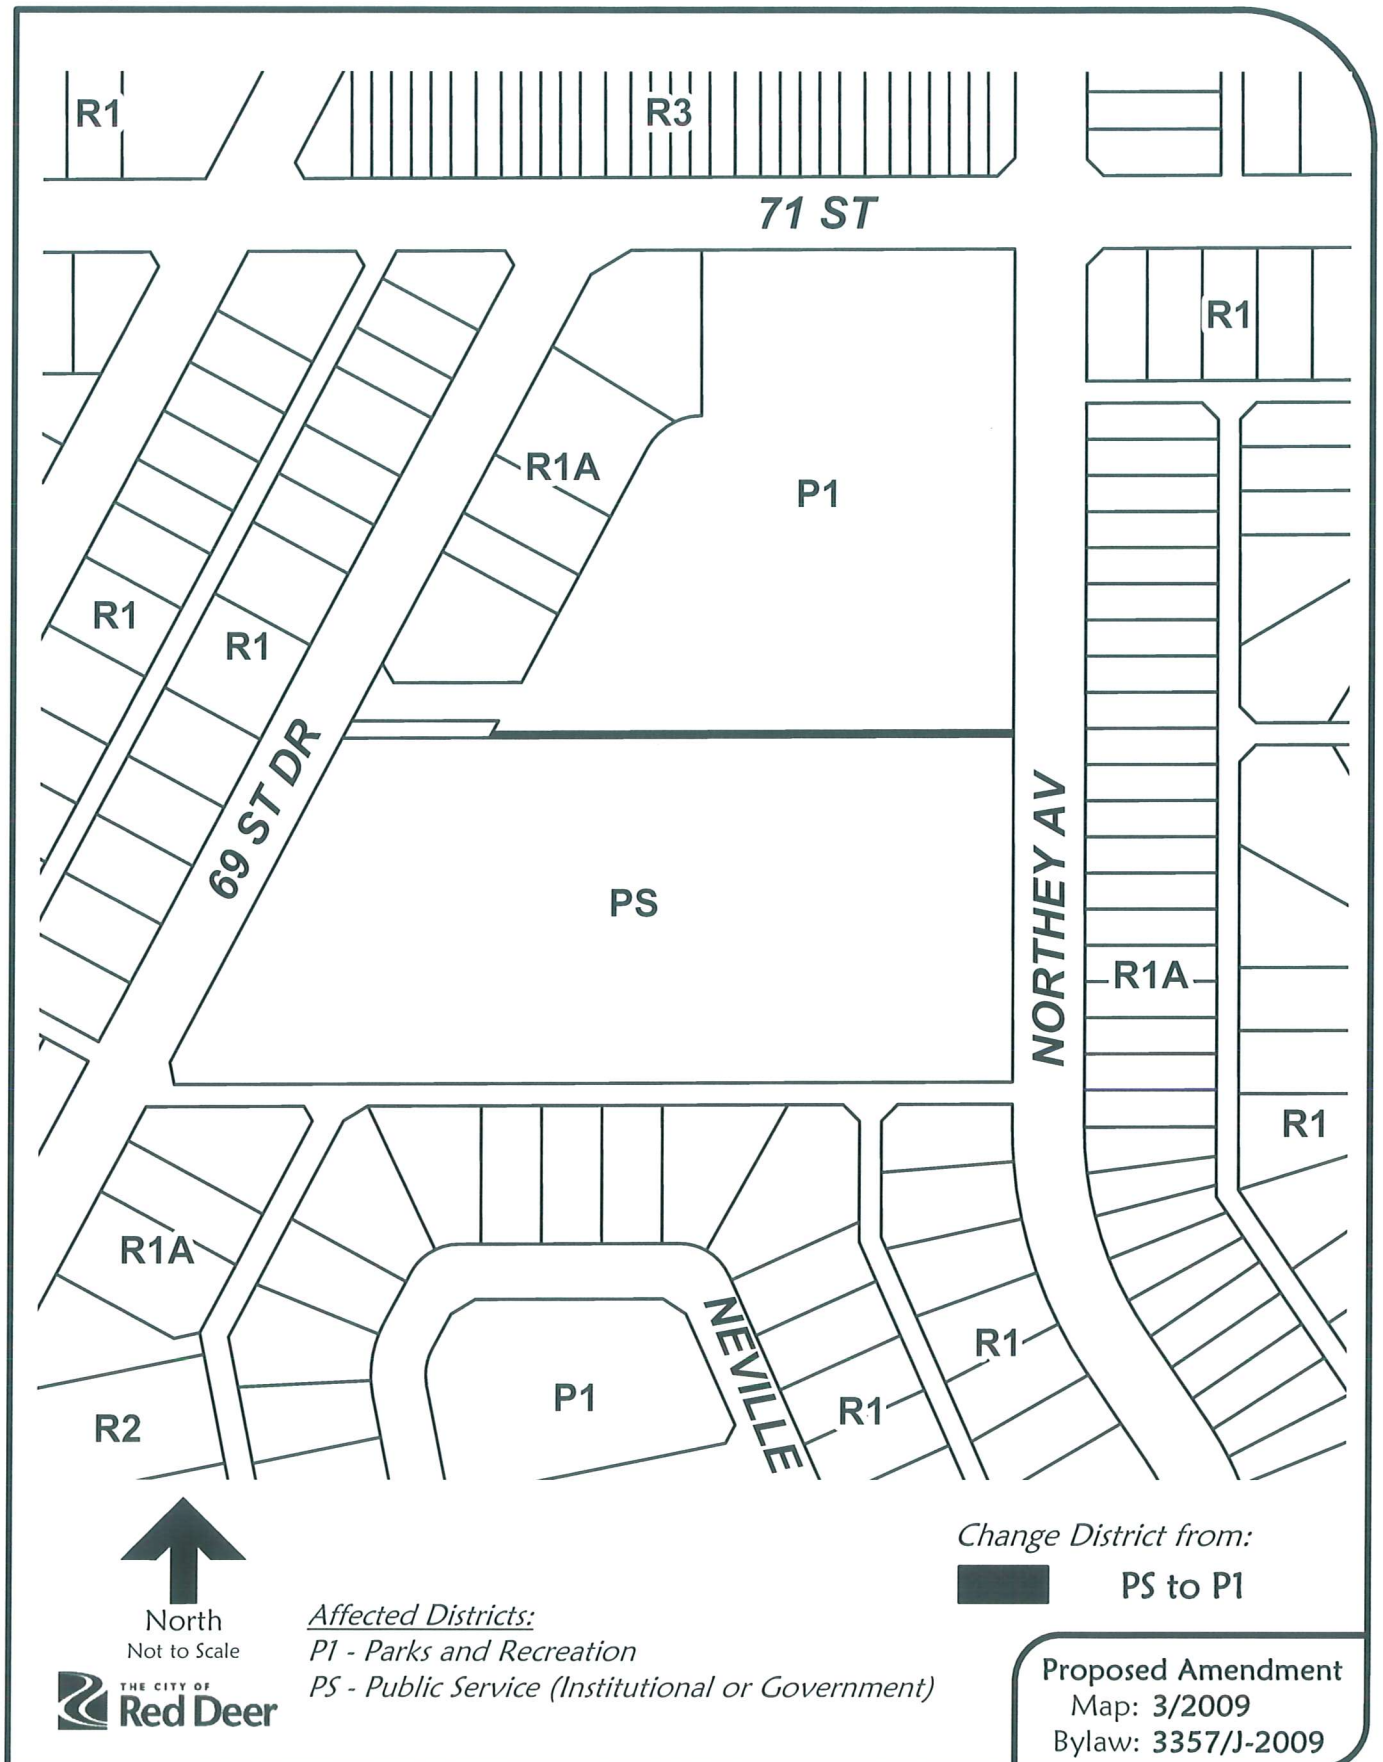 R1
R3
71 ST
R1
R1A
P1
R1
R1
69 ST DR
PS
NORTHEY AV
R1A
R1
R1A
NEVILLE
R1
P1
R1
R2
North
Not to Scale
THE CITY OF
Red Deer
Affected Districts:
P1 - Parks and Recreation
PS - Public Service (Institutional or Government)
Change District from:
PS to P1
Proposed Amendment
Map: 3/2009
Bylaw: 3357/J-2009